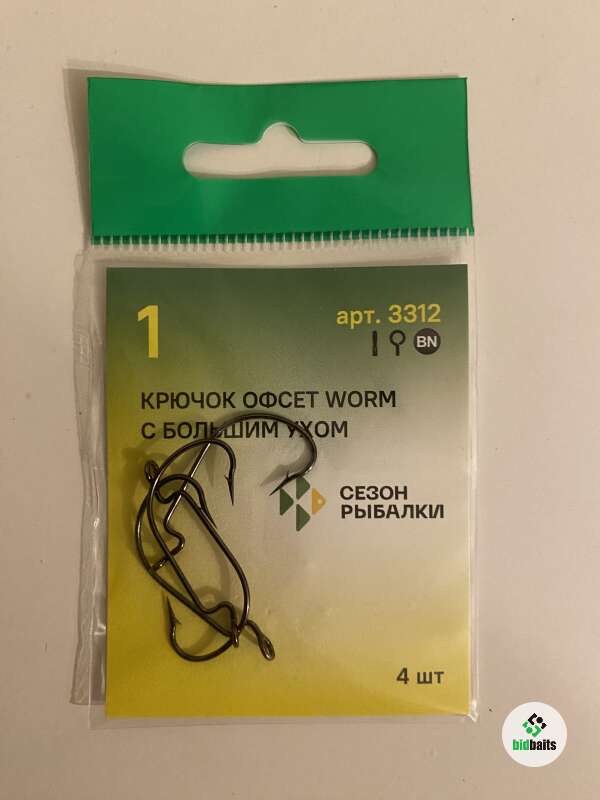 1
арт. 3312
BN
КРЮЧОК ОФСЕТ WORM
С БОЛЬШИМ УХОМ
СЕЗОН
РЫБАЛКИ
4 шт
bidbaits